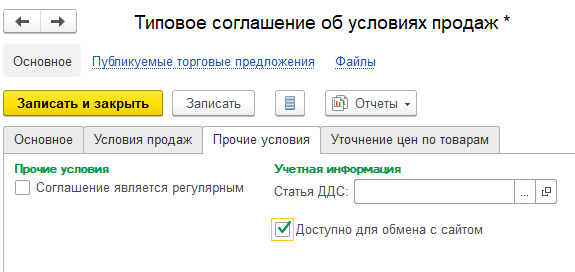 Типовое соглашение об условиях продаж *
Основное Публикуемые торговые предложения Файлы
Записать и закрыть Записать Отчеты
Основное Условия продаж Прочие условия Уточнение цен по товарам
Прочие условия Учетная информация
Соглашение является регулярным Статья ДДС: ...
Доступно для обмена с сайтом